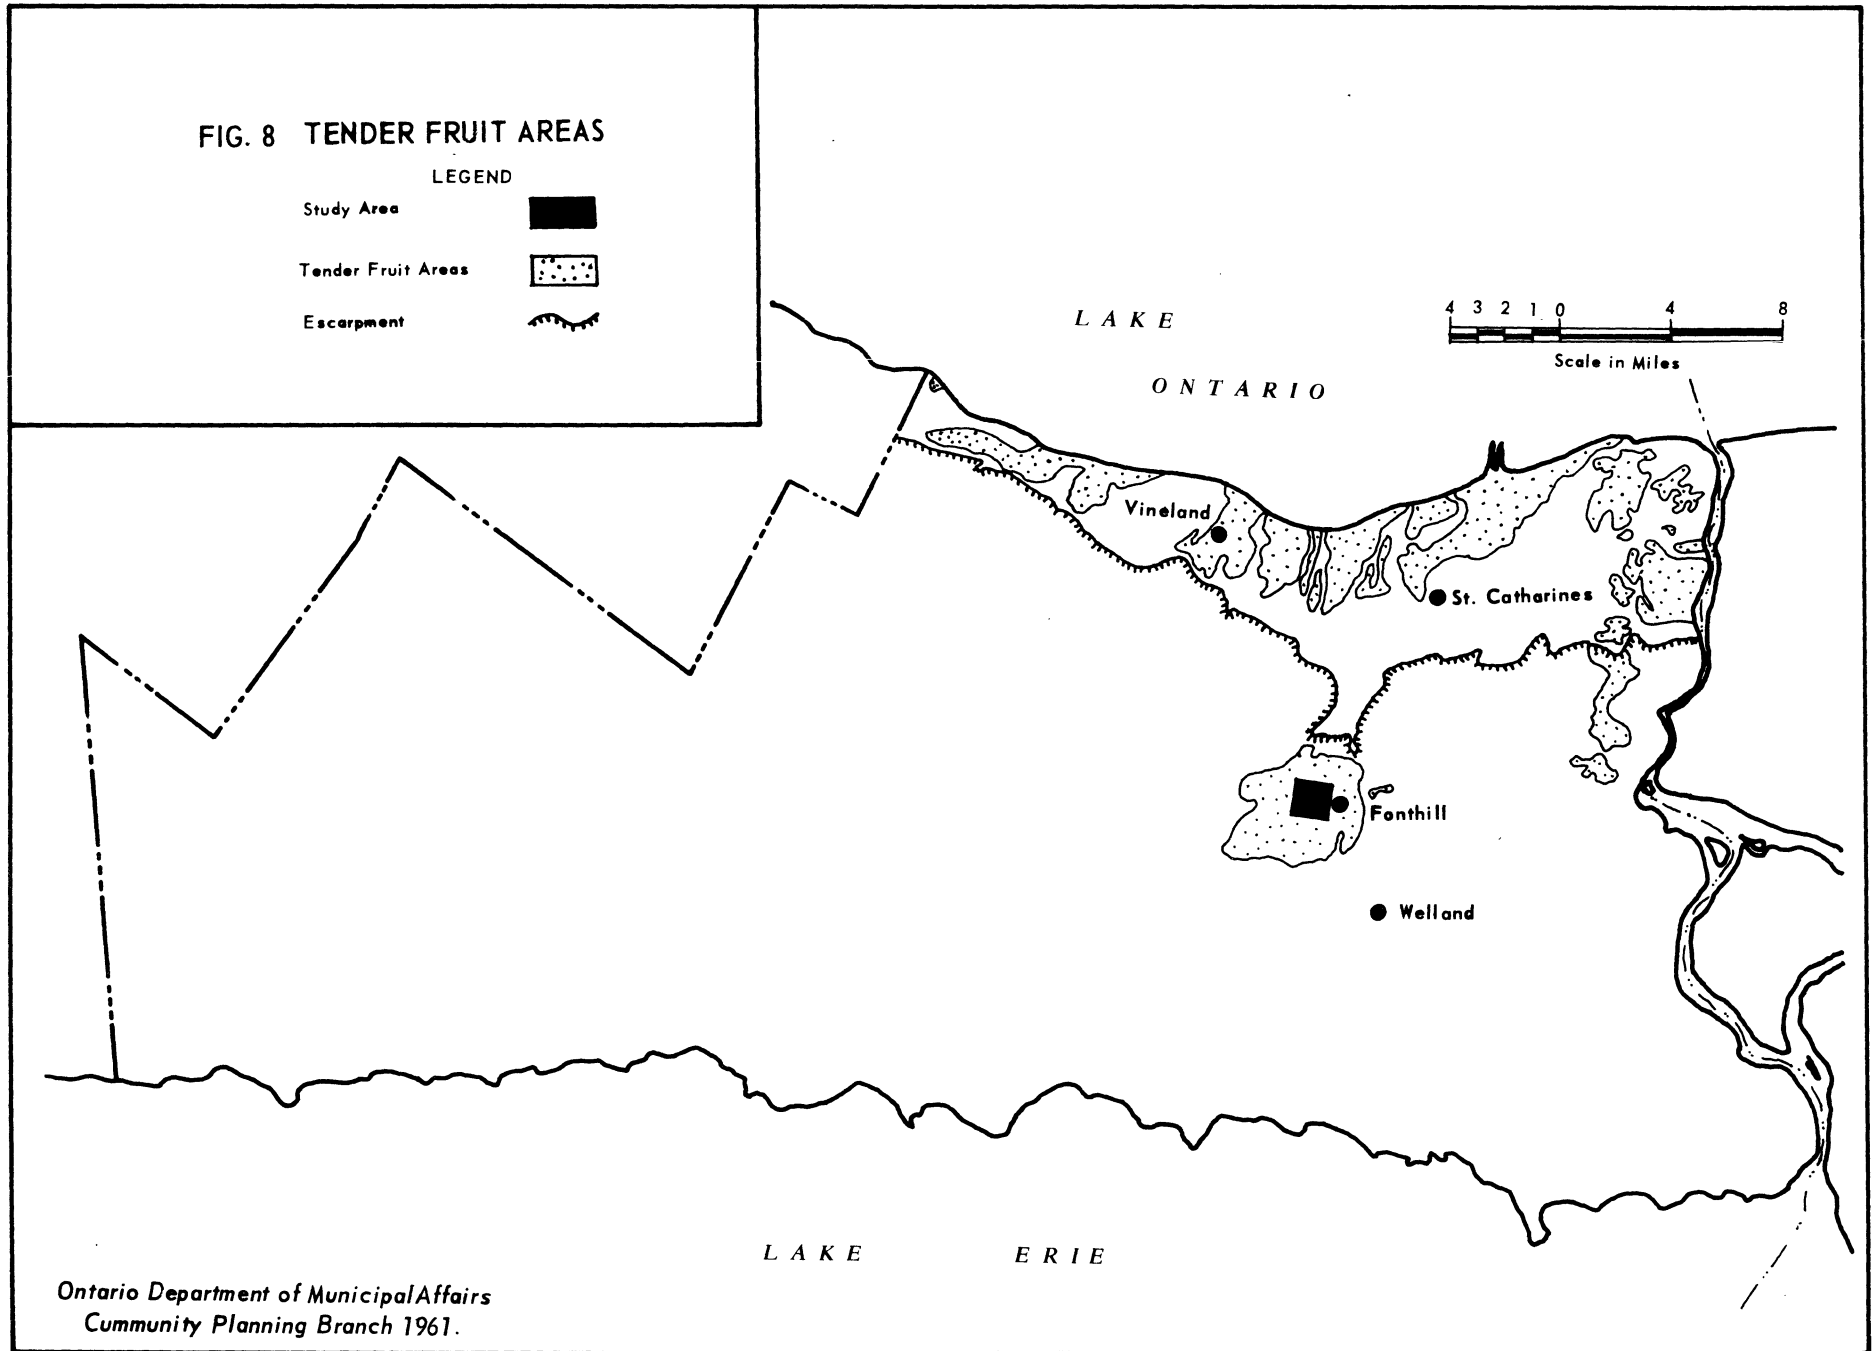 FIG. 8 TENDER FRUIT AREAS
LEGEND
Study Area
Tender Fruit Areas
Escarpment
LAKE
ONTARIO
4 3 2 1 0 4 8
Scale in Miles
Vineland
St. Catharines
Fonthill
Welland
LAKE ERIE
Ontario Department of Municipal Affairs
Cummunity Planning Branch 1961.